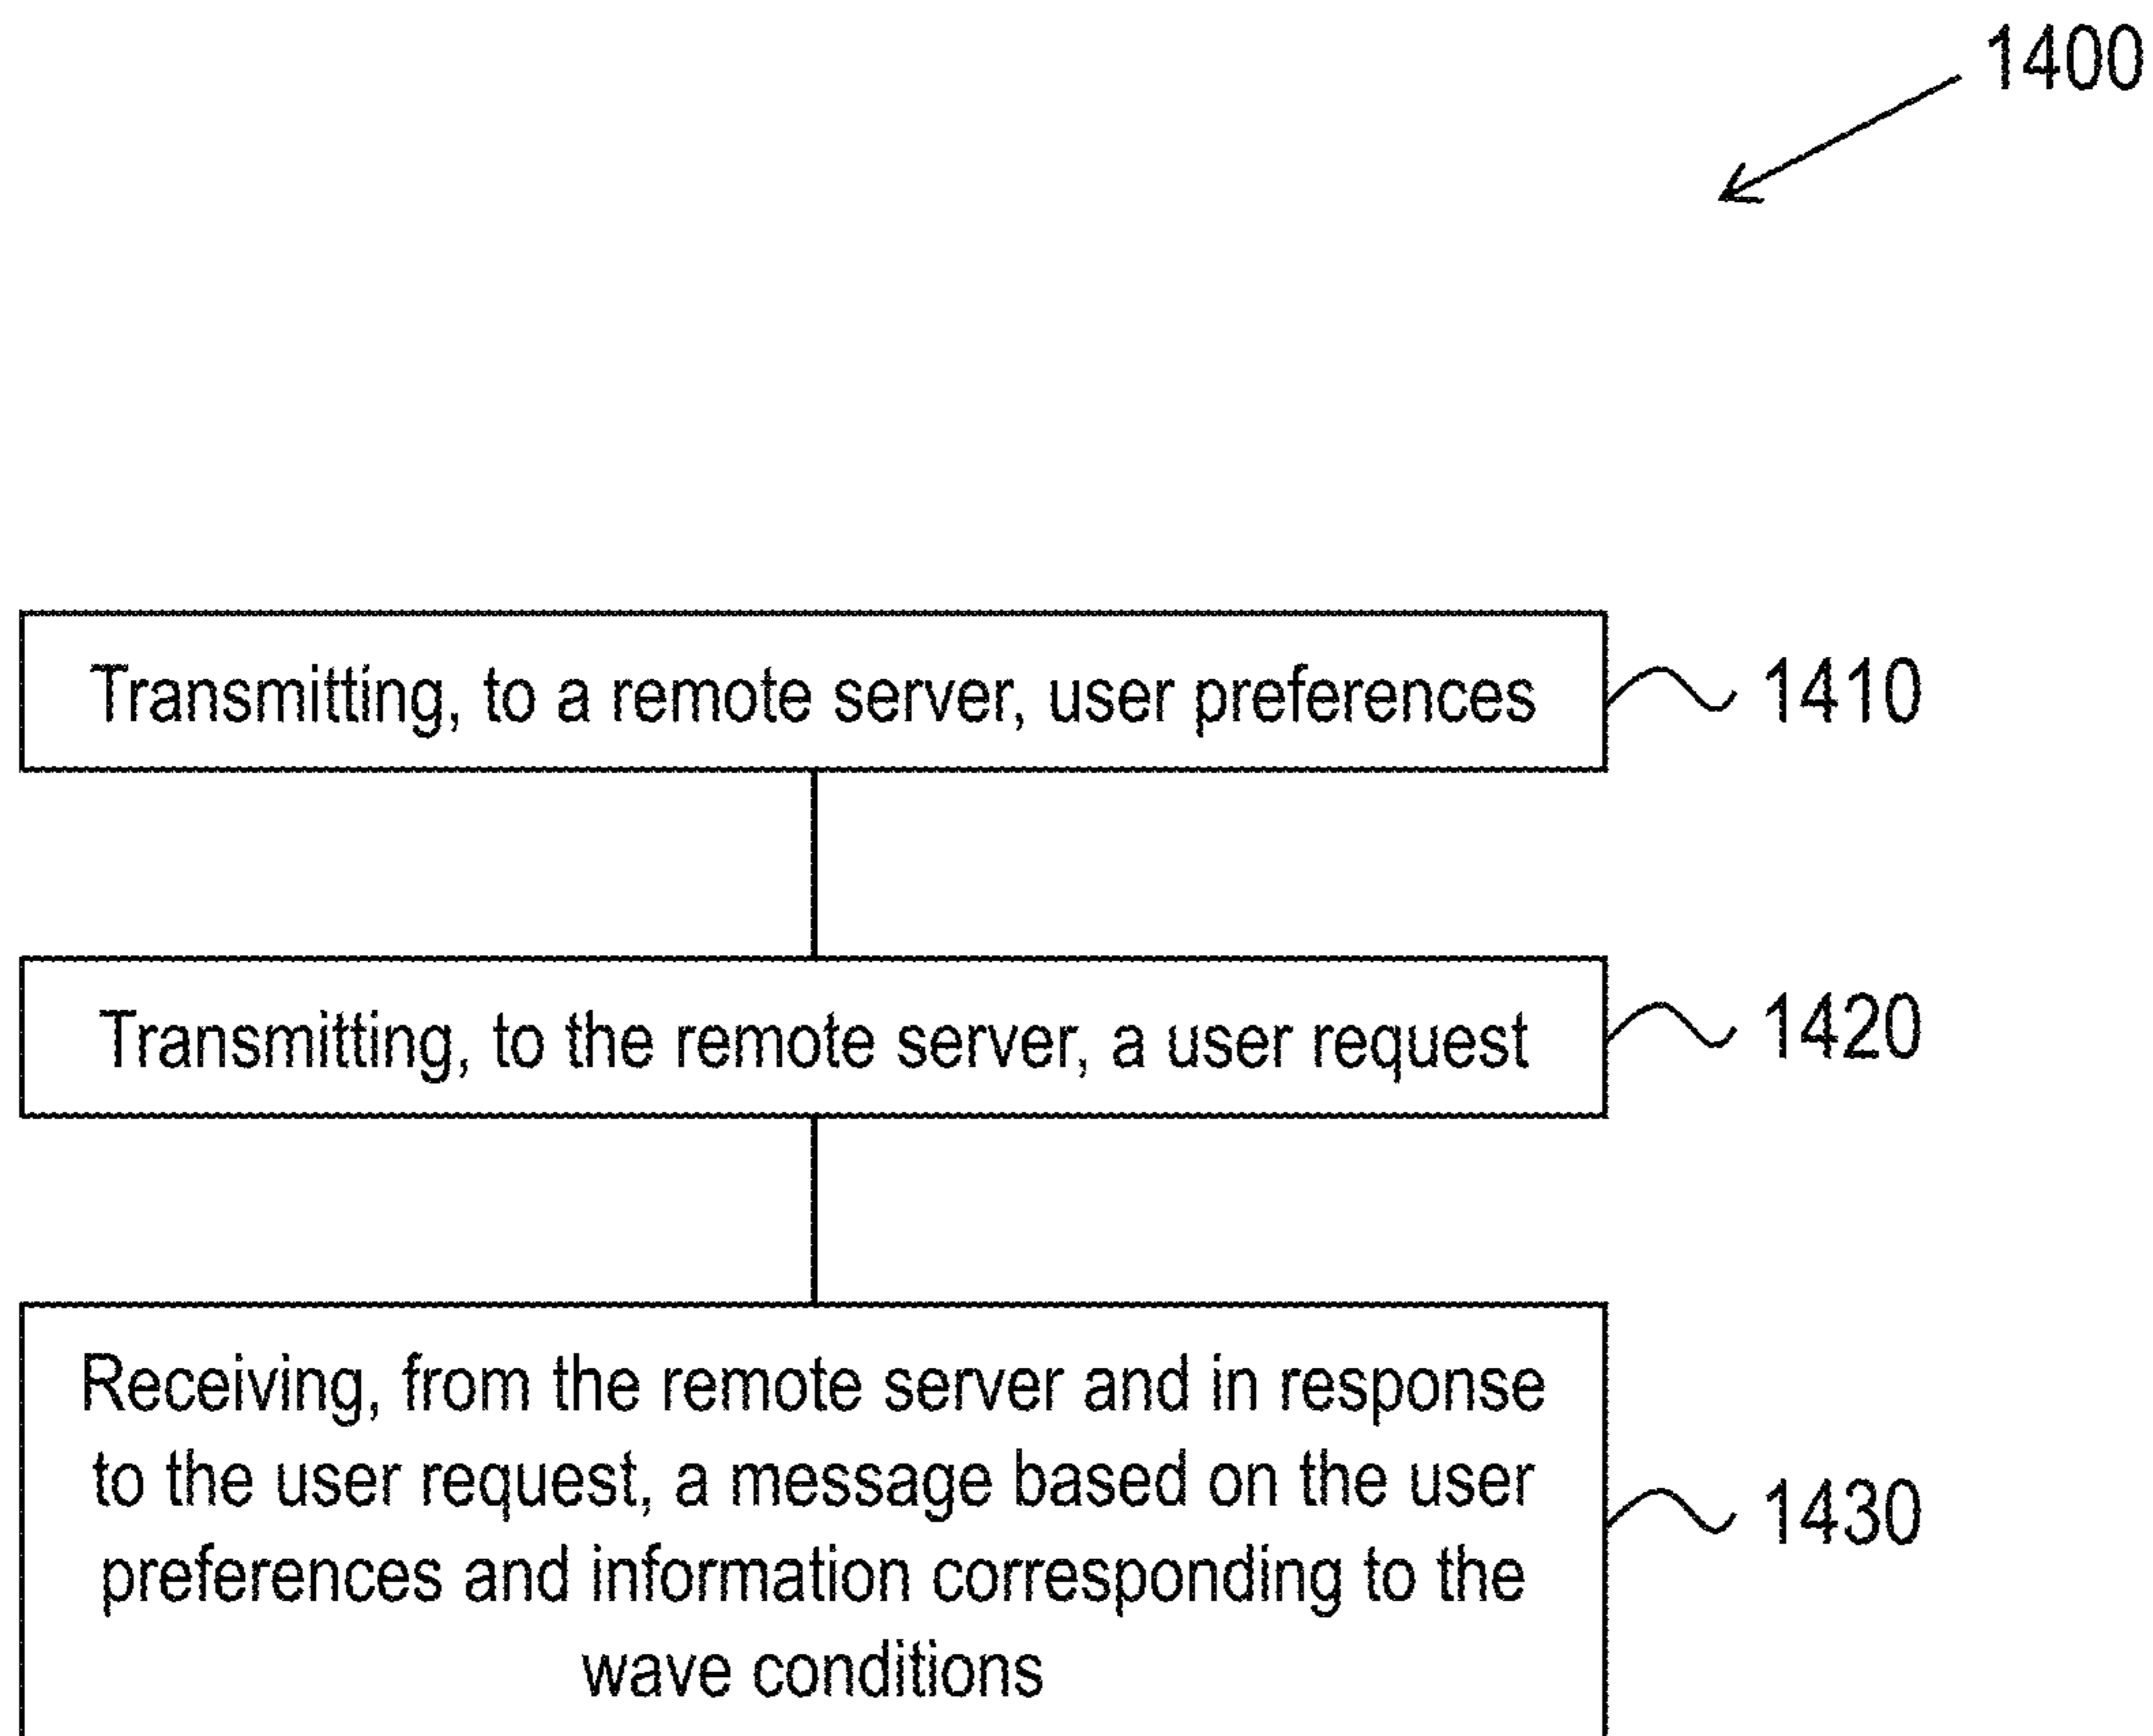 1400
Transmitting, to a remote server, user preferences
1410
Transmitting, to the remote server, a user request
1420
Receiving, from the remote server and in response
to the user request, a message based on the user
preferences and information corresponding to the
wave conditions
1430